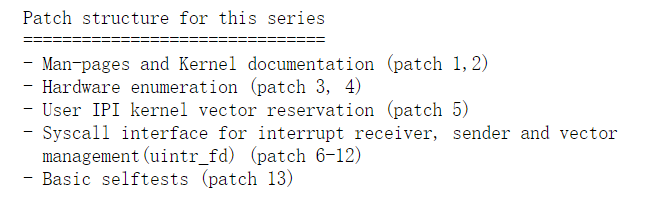 Patch structure for this series
===============================
- Man-pages and Kernel documentation (patch 1,2)
- Hardware enumeration (patch 3, 4)
- User IPI kernel vector reservation (patch 5)
- Syscall interface for interrupt receiver, sender and vector
  management(uintr_fd) (patch 6-12)
- Basic selftests (patch 13)